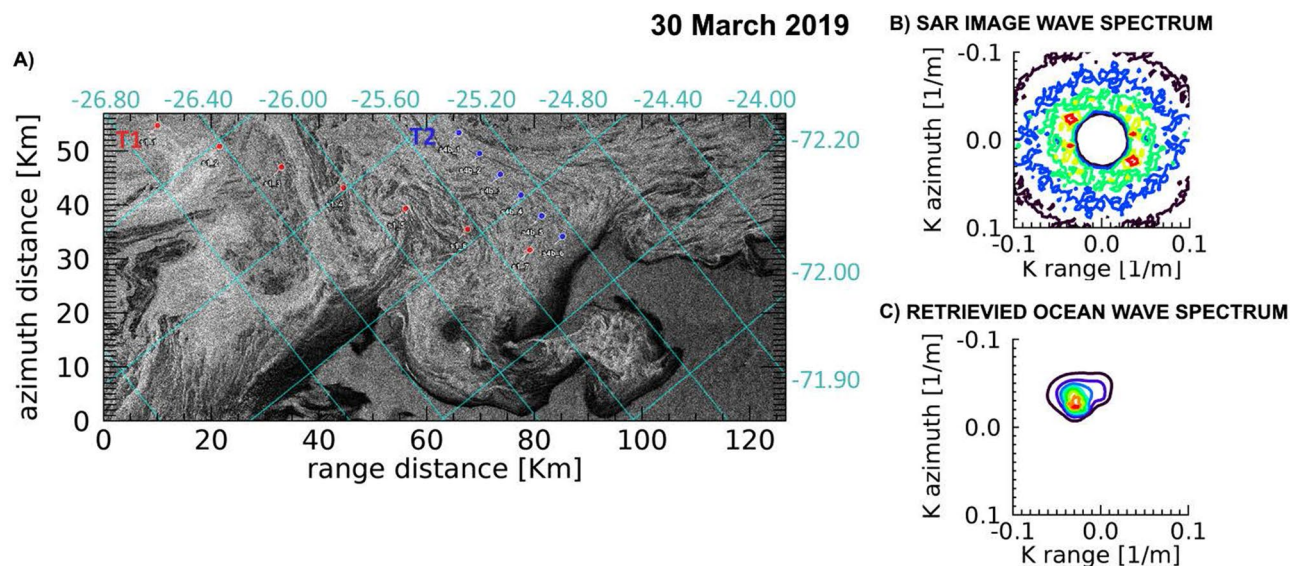 30 March 2019
A)
-26.80 -26.40 -26.00 -25.60 -25.20 -24.80 -24.40 -24.00
T1
T2
azimuth distance [Km]
50
40
30
20
10
0
-72.20
-72.00
-71.90
0 20 40 60 80 100 120
range distance [Km]
B) SAR IMAGE WAVE SPECTRUM
K azimuth [1/m]
-0.1
0.0
0.1
-0.1 0.0 0.1
K range [1/m]
C) RETRIEVIED OCEAN WAVE SPECTRUM
K azimuth [1/m]
-0.1
0.0
0.1
-0.1 0.0 0.1
K range [1/m]